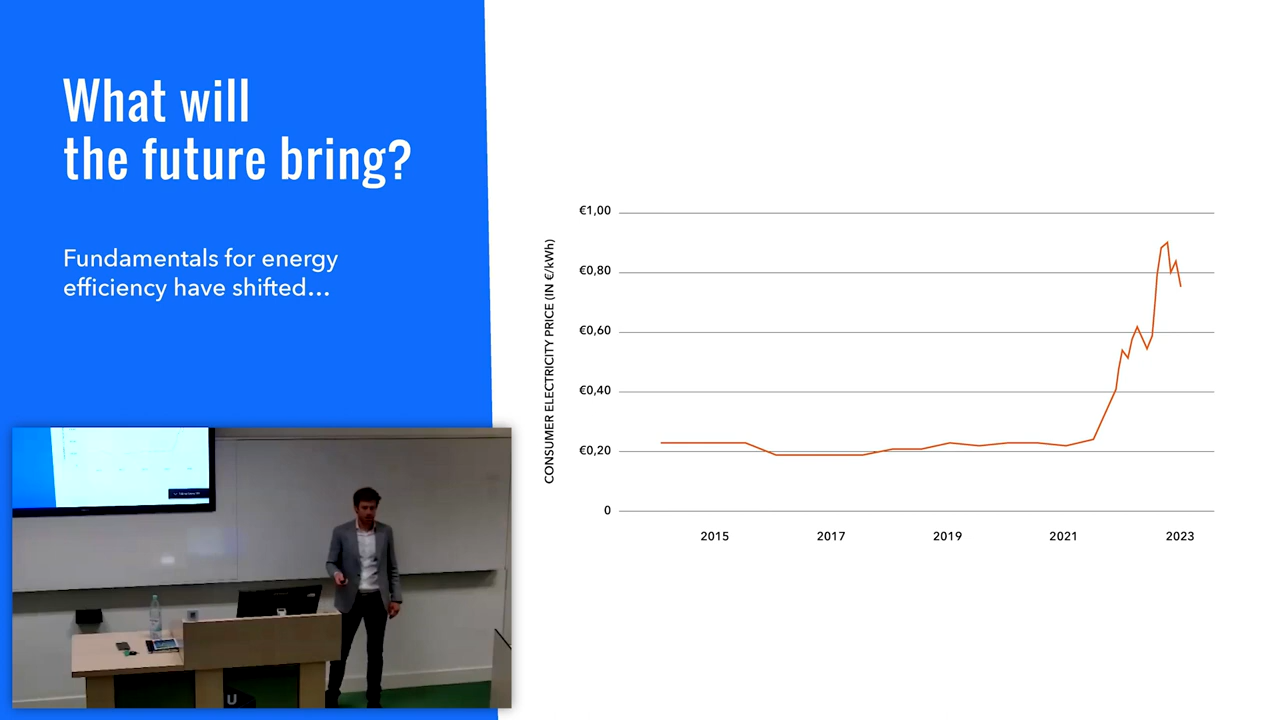 What will
the future bring?
Fundamentals for energy
efficiency have shifted...
CONSUMER ELECTRICITY PRICE (IN €/kWh)
€1,00
€0,80
€0,60
€0,40
€0,20
0
2015 2017 2019 2021 2023
U